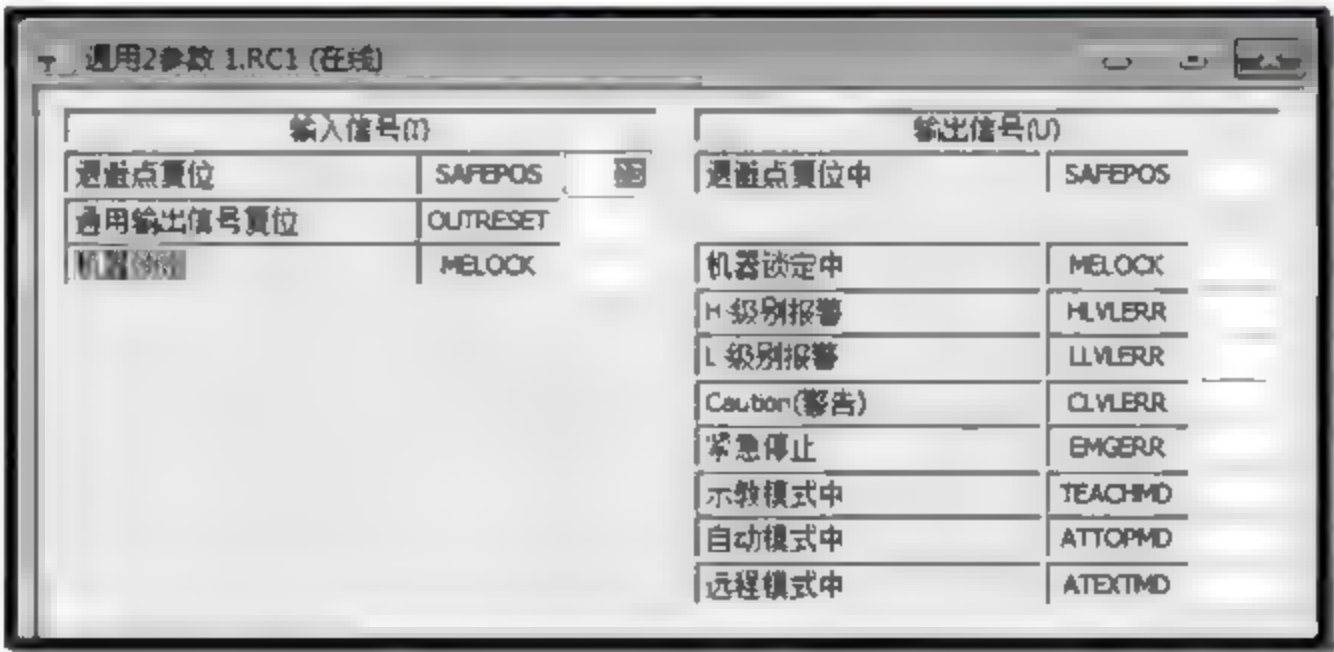 通用2参数 1.RC1 (在线)
输入信号(I)
退避点复位 SAFEPOS
通用输出信号复位 OUTRESET
机器锁定 MELOCK
输出信号(U)
退避点复位中 SAFEPOS
机器锁定中 MELOCK
H 级别报警 HLVLERR
L 级别报警 LLVLERR
Caution(警告) CLVLERR
紧急停止 EMGERR
示教模式中 TEACHMD
自动模式中 ATTOPMD
远程模式中 ATEXTMD